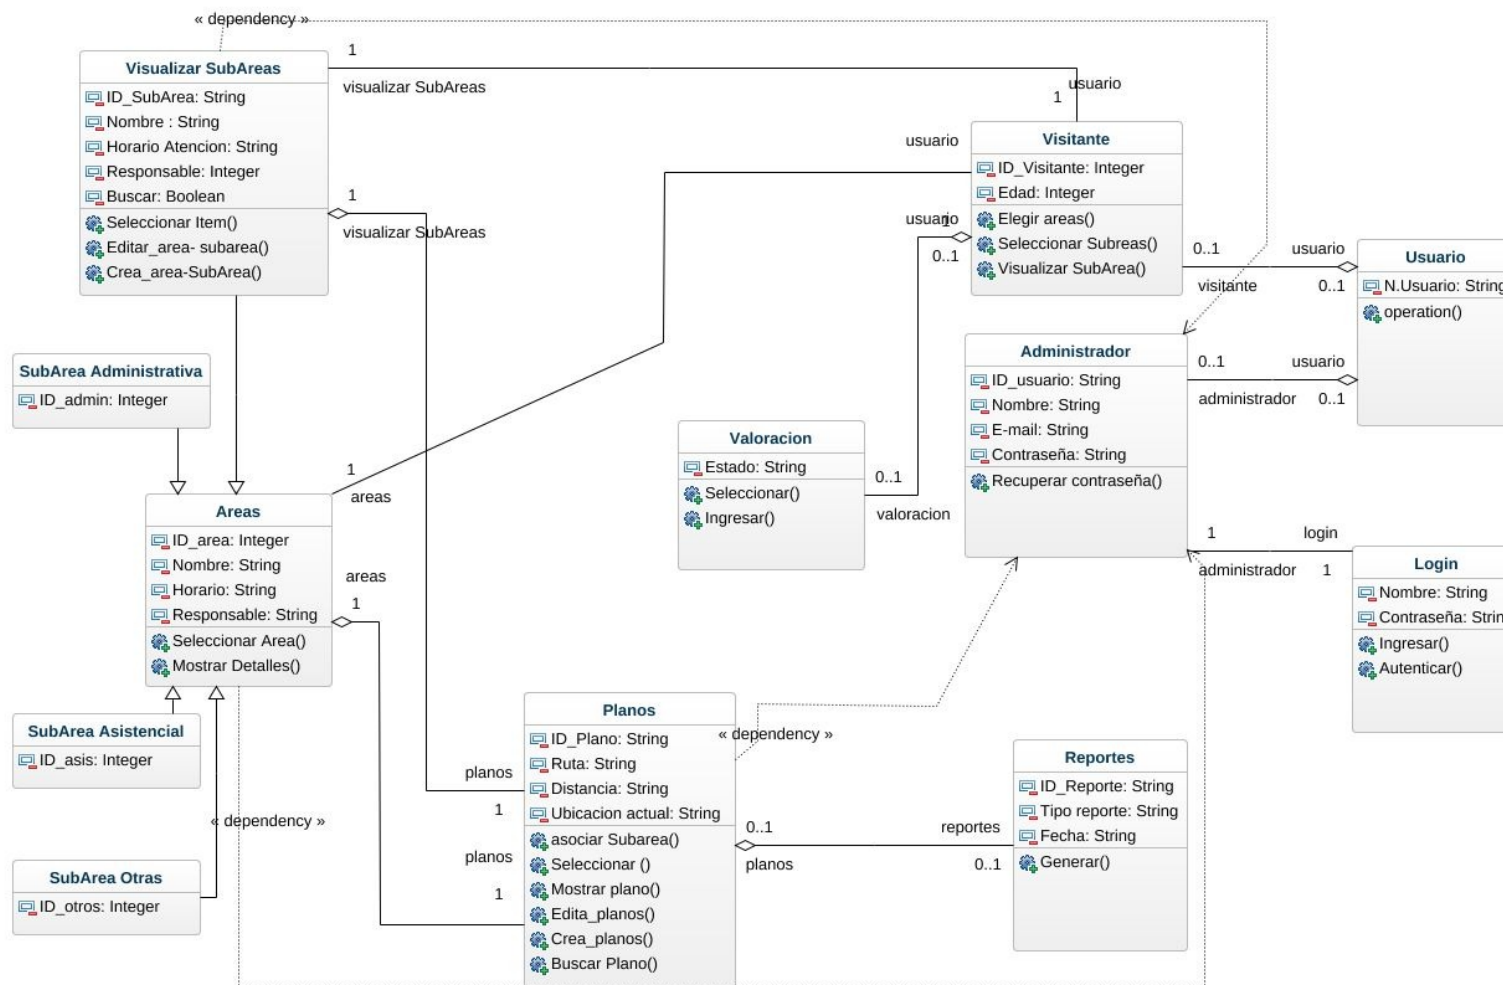 « dependency »
Visualizar SubAreas
ID_SubArea: String
Nombre : String
Horario Atencion: String
Responsable: Integer
Buscar: Boolean
Seleccionar Item()
Editar_area- subarea()
Crea_area-SubArea()
1
visualizar SubAreas
1
visualizar SubAreas
usuario
1
usuario
Visitante
ID_Visitante: Integer
Edad: Integer
Elegir areas()
Seleccionar Subreas()
Visualizar SubArea()
usuario
1
0..1
0..1
usuario
visitante
0..1
Usuario
N.Usuario: String
operation()
Administrador
ID_usuario: String
Nombre: String
E-mail: String
Contraseña: String
Recuperar contraseña()
0..1
usuario
administrador
0..1
SubArea Administrativa
ID_admin: Integer
Valoracion
Estado: String
Seleccionar()
Ingresar()
0..1
valoracion
1
areas
Areas
ID_area: Integer
Nombre: String
Horario: String
Responsable: String
Seleccionar Area()
Mostrar Detalles()
areas
1
1
login
administrador
1
Login
Nombre: String
Contraseña: Strin
Ingresar()
Autenticar()
SubArea Asistencial
ID_asis: Integer
« dependency »
SubArea Otras
ID_otros: Integer
planos
1
planos
1
Planos
ID_Plano: String
Ruta: String
Distancia: String
Ubicacion actual: String
asociar Subarea()
Seleccionar ()
Mostrar plano()
Edita_planos()
Crea_planos()
Buscar Plano()
« dependency »
0..1
reportes
planos
0..1
Reportes
ID_Reporte: String
Tipo reporte: String
Fecha: String
Generar()